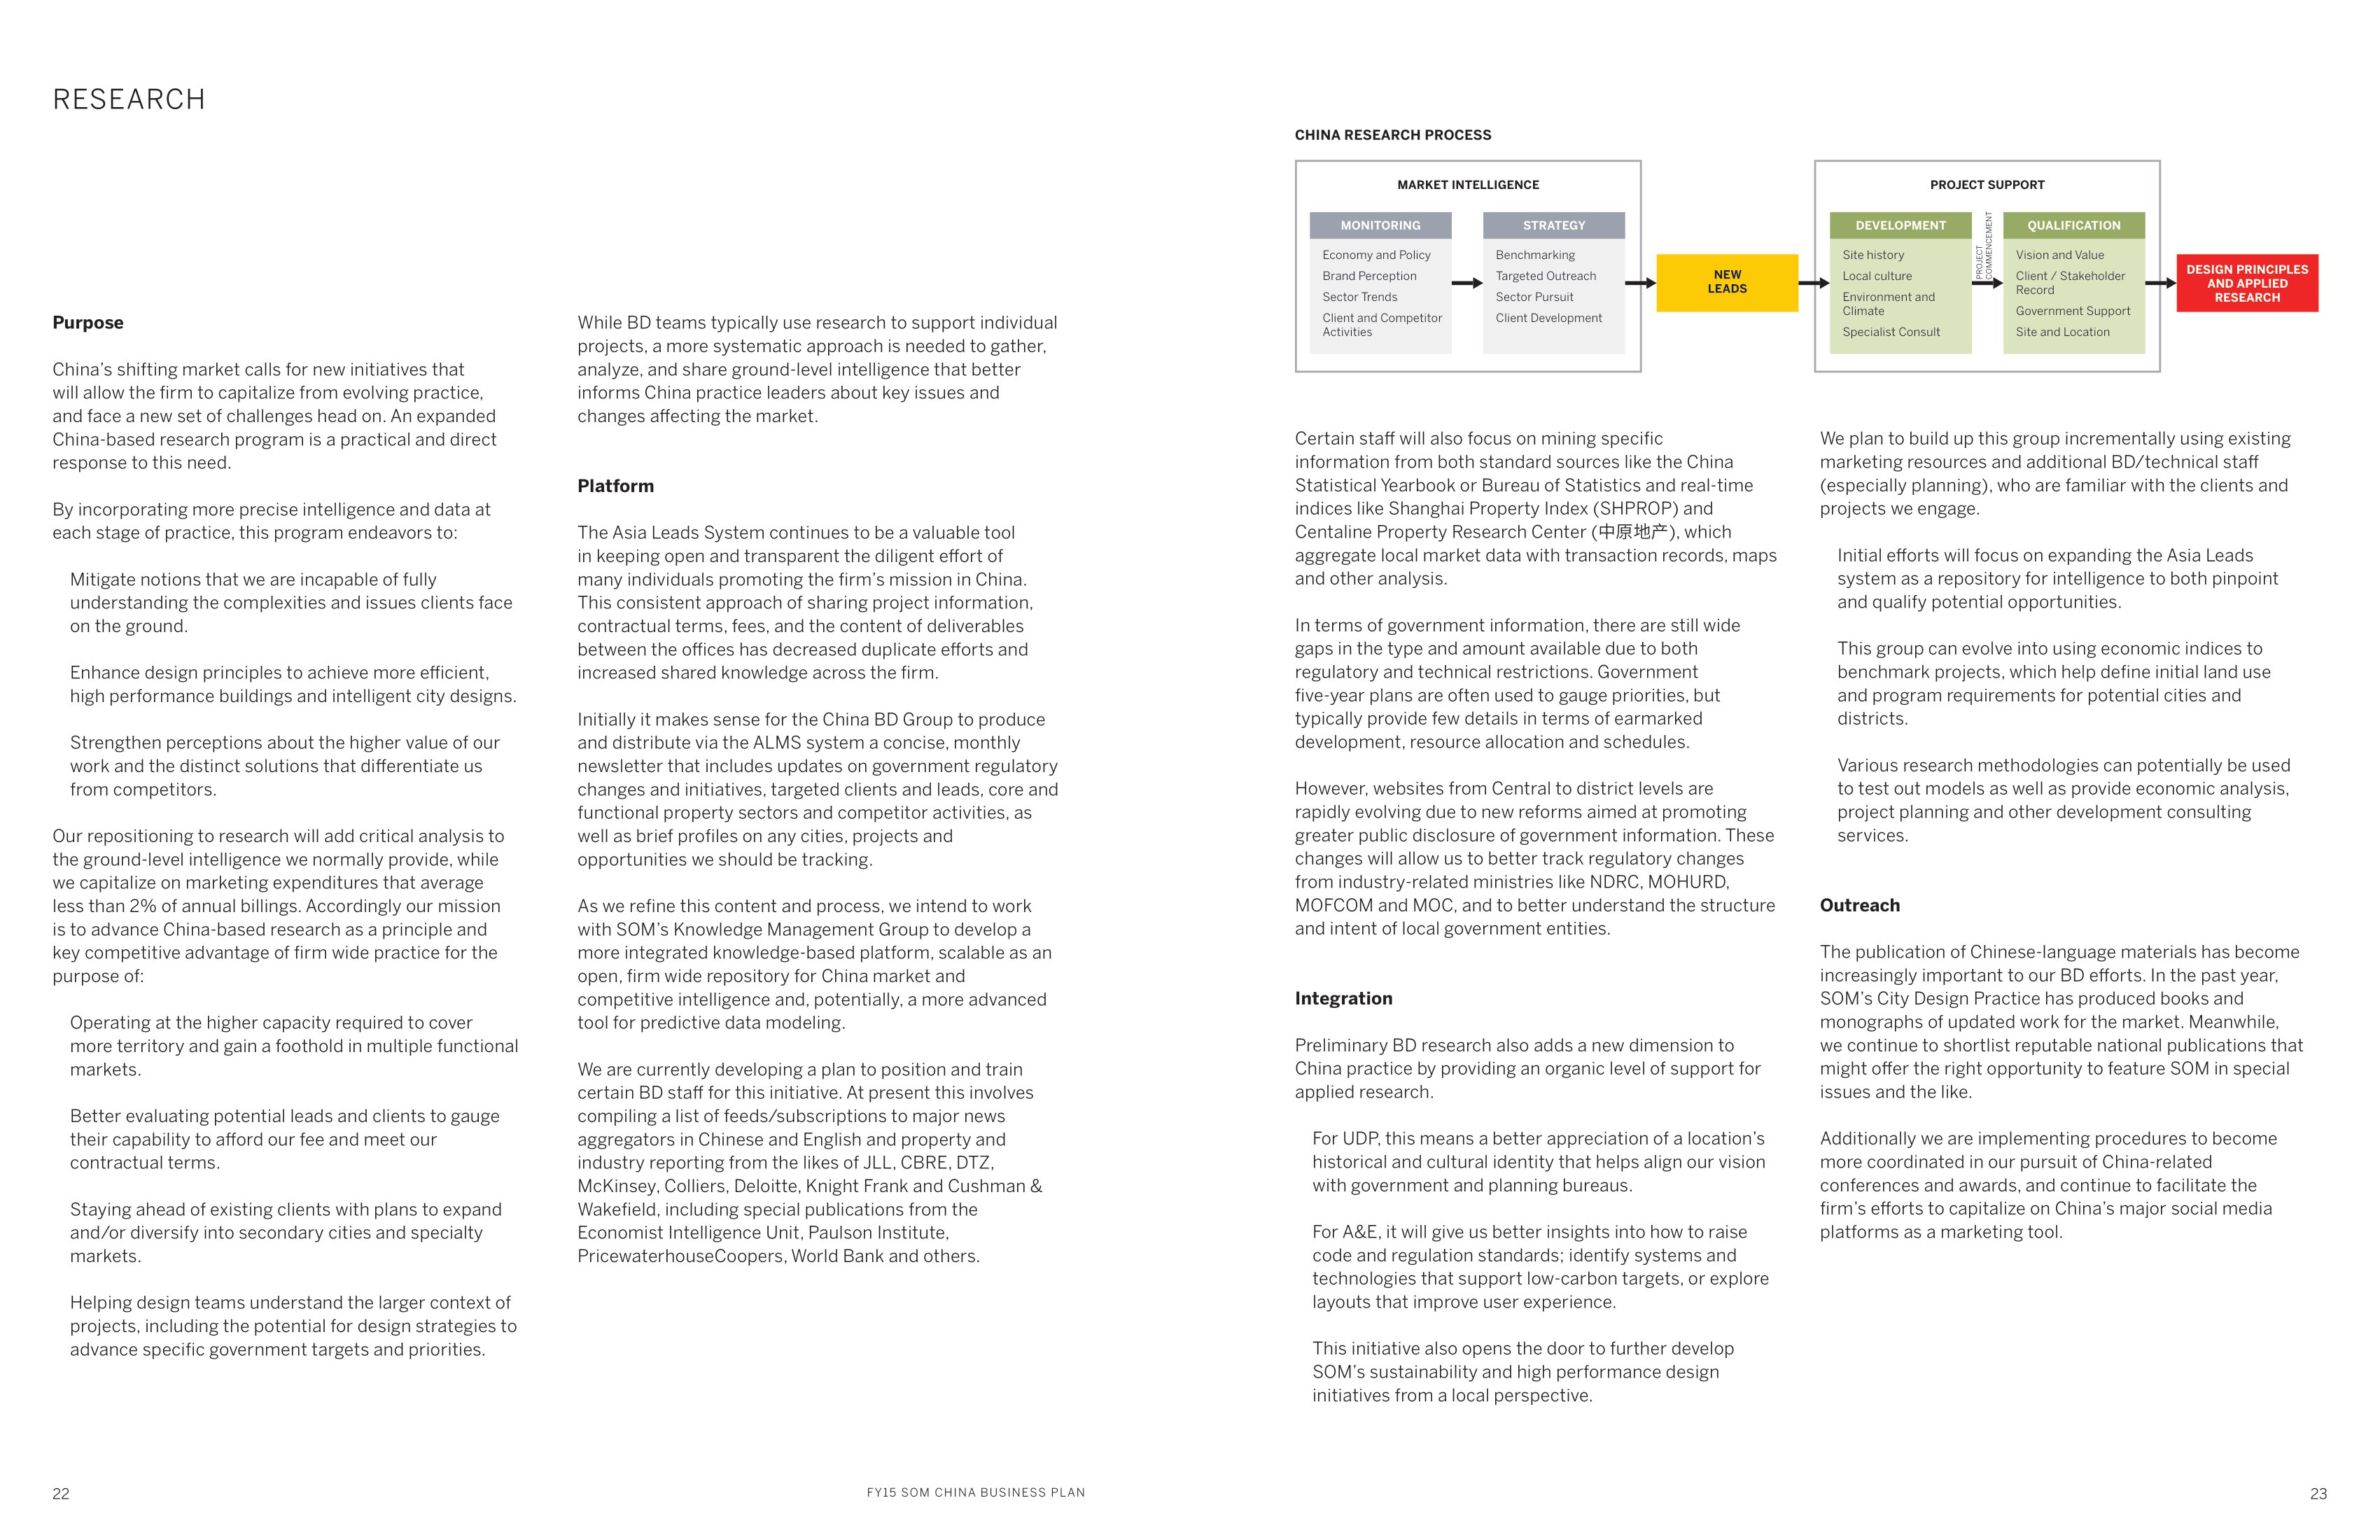 RESEARCH
Purpose
China’s shifting market calls for new initiatives that
will allow the firm to capitalize from evolving practice,
and face a new set of challenges head on. An expanded
China-based research program is a practical and direct
response to this need.
By incorporating more precise intelligence and data at
each stage of practice, this program endeavors to:
Mitigate notions that we are incapable of fully
understanding the complexities and issues clients face
on the ground.
Enhance design principles to achieve more efficient,
high performance buildings and intelligent city designs.
Strengthen perceptions about the higher value of our
work and the distinct solutions that differentiate us
from competitors.
Our repositioning to research will add critical analysis to
the ground-level intelligence we normally provide, while
we capitalize on marketing expenditures that average
less than 2% of annual billings. Accordingly our mission
is to advance China-based research as a principle and
key competitive advantage of firm wide practice for the
purpose of:
Operating at the higher capacity required to cover
more territory and gain a foothold in multiple functional
markets.
Better evaluating potential leads and clients to gauge
their capability to afford our fee and meet our
contractual terms.
Staying ahead of existing clients with plans to expand
and/or diversify into secondary cities and specialty
markets.
Helping design teams understand the larger context of
projects, including the potential for design strategies to
advance specific government targets and priorities.
While BD teams typically use research to support individual
projects, a more systematic approach is needed to gather,
analyze, and share ground-level intelligence that better
informs China practice leaders about key issues and
changes affecting the market.
Platform
The Asia Leads System continues to be a valuable tool
in keeping open and transparent the diligent effort of
many individuals promoting the firm’s mission in China.
This consistent approach of sharing project information,
contractual terms, fees, and the content of deliverables
between the offices has decreased duplicate efforts and
increased shared knowledge across the firm.
Initially it makes sense for the China BD Group to produce
and distribute via the ALMS system a concise, monthly
newsletter that includes updates on government regulatory
changes and initiatives, targeted clients and leads, core and
functional property sectors and competitor activities, as
well as brief profiles on any cities, projects and
opportunities we should be tracking.
As we refine this content and process, we intend to work
with SOM’s Knowledge Management Group to develop a
more integrated knowledge-based platform, scalable as an
open, firm wide repository for China market and
competitive intelligence and, potentially, a more advanced
tool for predictive data modeling.
We are currently developing a plan to position and train
certain BD staff for this initiative. At present this involves
compiling a list of feeds/subscriptions to major news
aggregators in Chinese and English and property and
industry reporting from the likes of JLL, CBRE, DTZ,
McKinsey, Colliers, Deloitte, Knight Frank and Cushman &
Wakefield, including special publications from the
Economist Intelligence Unit, Paulson Institute,
PricewaterhouseCoopers, World Bank and others.
22
FY15 SOM CHINA BUSINESS PLAN
CHINA RESEARCH PROCESS
MARKET INTELLIGENCE
MONITORING
Economy and Policy
Brand Perception
Sector Trends
Client and Competitor
Activities
STRATEGY
Benchmarking
Targeted Outreach
Sector Pursuit
Client Development
NEW
LEADS
PROJECT SUPPORT
DEVELOPMENT
Site history
Local culture
Environment and
Climate
Specialist Consult
PROJECT
COMMENCEMENT
QUALIFICATION
Vision and Value
Client / Stakeholder
Record
Government Support
Site and Location
DESIGN PRINCIPLES
AND APPLIED
RESEARCH
Certain staff will also focus on mining specific
information from both standard sources like the China
Statistical Yearbook or Bureau of Statistics and real-time
indices like Shanghai Property Index (SHPROP) and
Centaline Property Research Center (中原地产), which
aggregate local market data with transaction records, maps
and other analysis.
In terms of government information, there are still wide
gaps in the type and amount available due to both
regulatory and technical restrictions. Government
five-year plans are often used to gauge priorities, but
typically provide few details in terms of earmarked
development, resource allocation and schedules.
However, websites from Central to district levels are
rapidly evolving due to new reforms aimed at promoting
greater public disclosure of government information. These
changes will allow us to better track regulatory changes
from industry-related ministries like NDRC, MOHURD,
MOFCOM and MOC, and to better understand the structure
and intent of local government entities.
Integration
Preliminary BD research also adds a new dimension to
China practice by providing an organic level of support for
applied research.
For UDP, this means a better appreciation of a location’s
historical and cultural identity that helps align our vision
with government and planning bureaus.
For A&E, it will give us better insights into how to raise
code and regulation standards; identify systems and
technologies that support low-carbon targets, or explore
layouts that improve user experience.
This initiative also opens the door to further develop
SOM’s sustainability and high performance design
initiatives from a local perspective.
We plan to build up this group incrementally using existing
marketing resources and additional BD/technical staff
(especially planning), who are familiar with the clients and
projects we engage.
Initial efforts will focus on expanding the Asia Leads
system as a repository for intelligence to both pinpoint
and qualify potential opportunities.
This group can evolve into using economic indices to
benchmark projects, which help define initial land use
and program requirements for potential cities and
districts.
Various research methodologies can potentially be used
to test out models as well as provide economic analysis,
project planning and other development consulting
services.
Outreach
The publication of Chinese-language materials has become
increasingly important to our BD efforts. In the past year,
SOM’s City Design Practice has produced books and
monographs of updated work for the market. Meanwhile,
we continue to shortlist reputable national publications that
might offer the right opportunity to feature SOM in special
issues and the like.
Additionally we are implementing procedures to become
more coordinated in our pursuit of China-related
conferences and awards, and continue to facilitate the
firm’s efforts to capitalize on China’s major social media
platforms as a marketing tool.
23